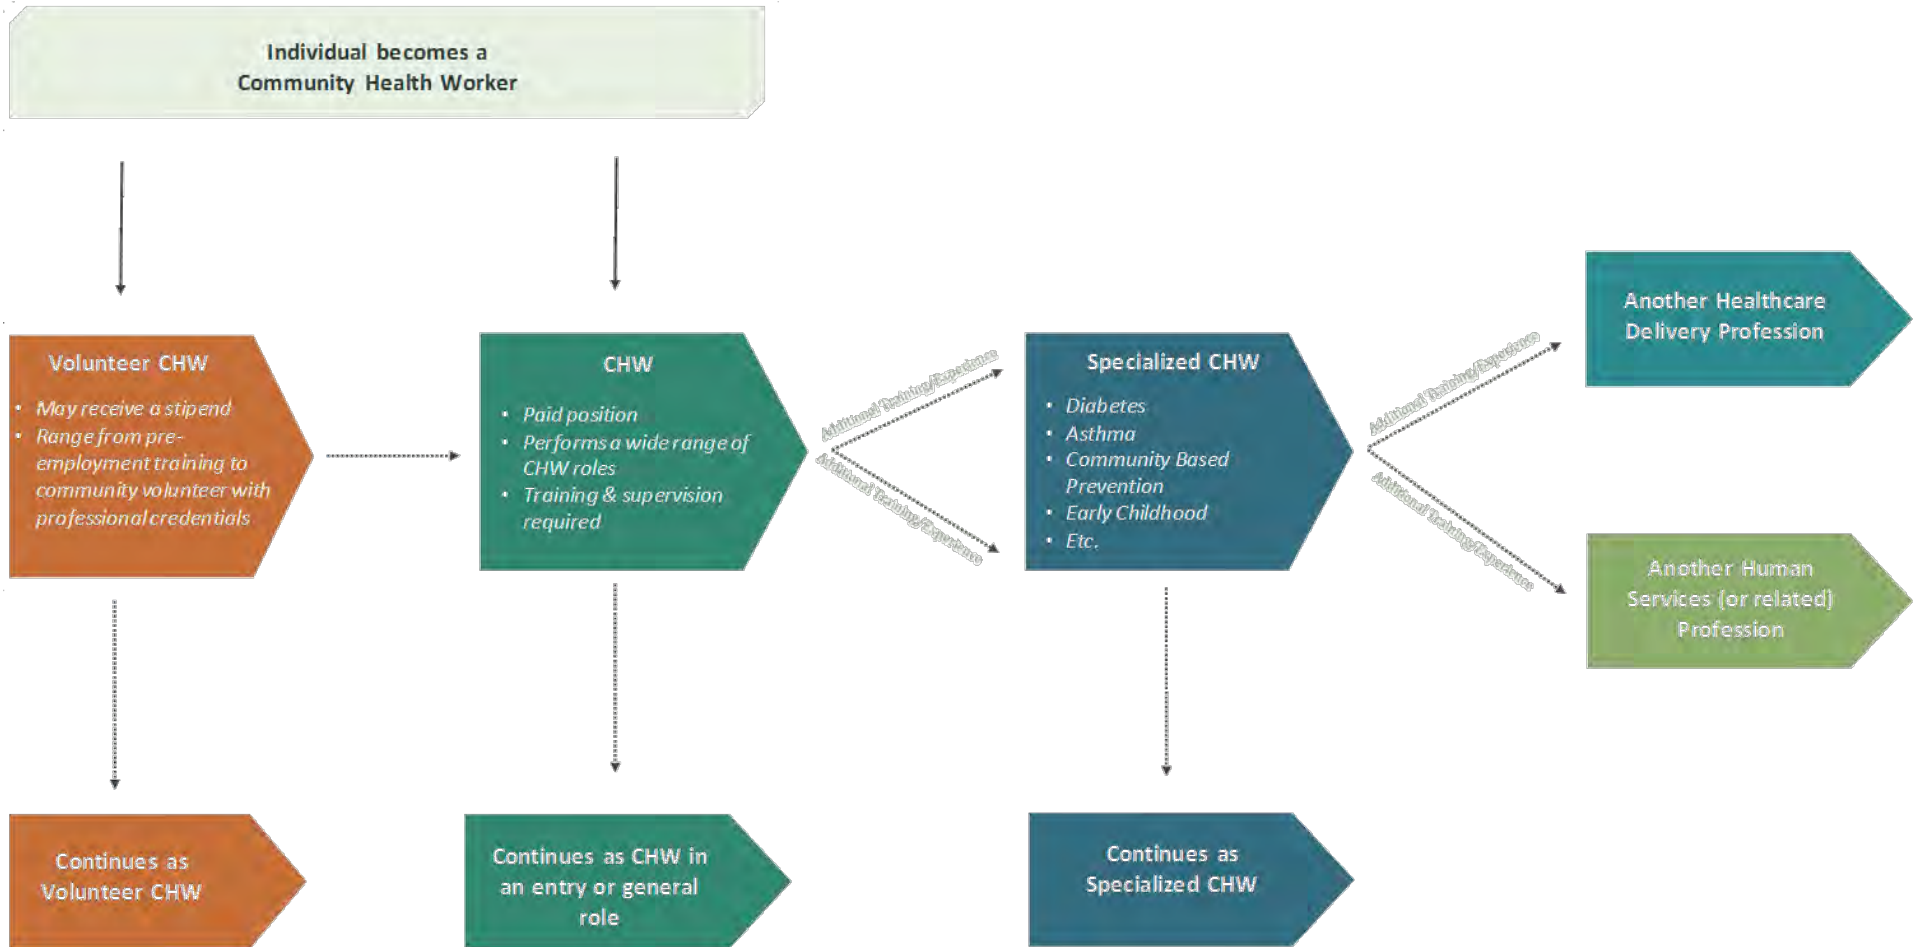 Individual becomes a
Community Health Worker
Volunteer CHW
• May receive a stipend
• Range from pre-
employment training to
community volunteer with
professional credentials
CHW
• Paid position
• Performs a wide range of
CHW roles
• Training & supervision
required
Additional Training/Experience
Additional Training/Experience
Specialized CHW
• Diabetes
• Asthma
• Community Based
Prevention
• Early Childhood
• Etc.
Additional Training/Experience
Additional Training/Experience
Another Healthcare
Delivery Profession
Another Human
Services (or related)
Profession
Continues as
Volunteer CHW
Continues as CHW in
an entry or general
role
Continues as
Specialized CHW